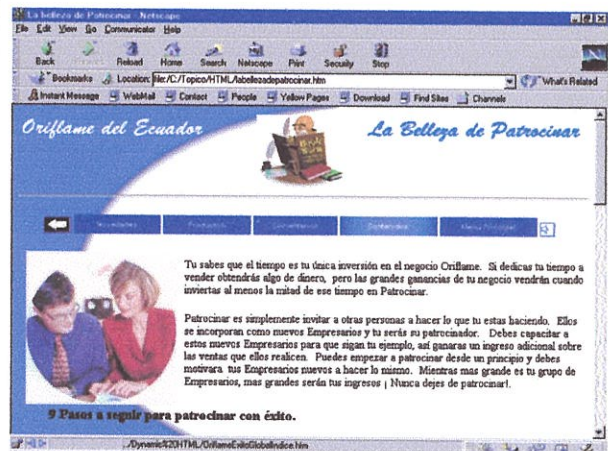 La belleza de Patrocinar - Netscape
File Edit View Go Communicator Help
Back Reload Home Search Netscape Print Security Stop
Bookmarks Location: file:/C:/Topico/HTML/labellezadepatrocinar.htm What's Related
Instant Message WebMail Contact People Yellow Pages Download Find Sites Channels
Oriflame del Ecuador La Belleza de Patrocinar
Tu sabes que el tiempo es tu única inversión en el negocio Oriflame. Si dedicas tu tiempo a
vender obtendrás algo de dinero, pero las grandes ganancias de tu negocio vendrán cuando
inviertas al menos la mitad de ese tiempo en Patrocinar.
Patrocinar es simplemente invitar a otras personas a hacer lo que tu estas haciendo. Ellos
se incorporan como nuevos Empresarios y tu serás su patrocinador. Debes capacitar a
estos nuevos Empresarios para que sigan tu ejemplo, así ganaras un ingreso adicional sobre
las ventas que ellos realicen. Puedes empezar a patrocinar desde un principio y debes
motivara tus Empresarios nuevos a hacer lo mismo. Mientras mas grande es tu grupo de
Empresarios, mas grandes serán tus ingresos ¡ Nunca dejes de patrocinar!.
9 Pasos a seguir para patrocinar con éxito.
../Dynamic%20HTML/OriflameExitoGlobalIndice.htm